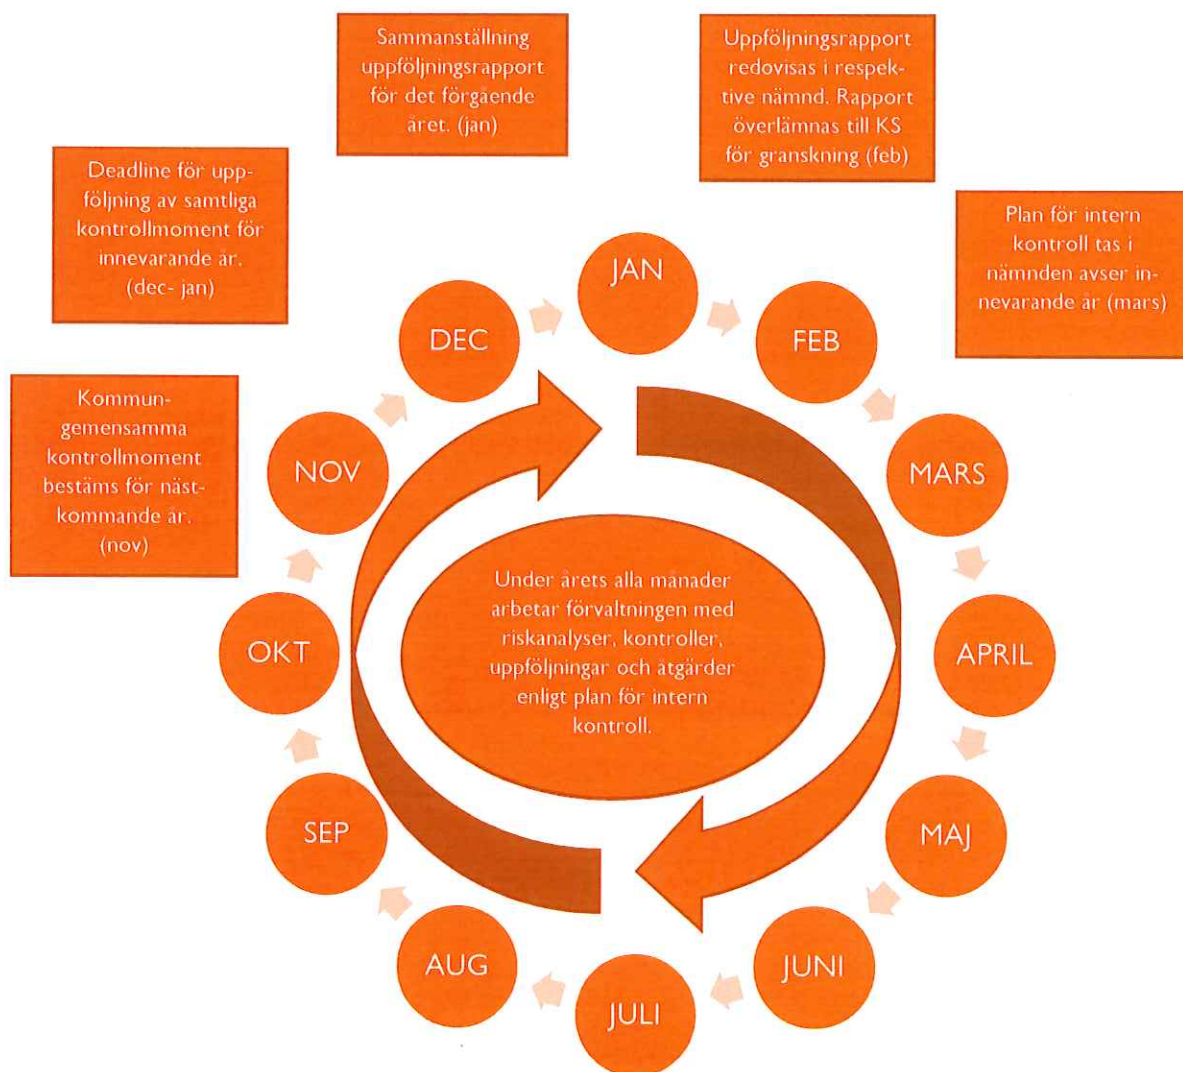 Sammanställning
uppföljningsrapport
för det förgående
året. (jan)
Uppföljningsrapport
redovisas i respek-
tive nämnd. Rapport
överlämnas till KS
för granskning (feb)
Deadline för upp-
följning av samtliga
kontrollmoment för
innevarande år.
(dec- jan)
Plan för intern
kontroll tas i
nämnden avser in-
nevarande år (mars)
Kommun-
gemensamma
kontrollmoment
bestäms för näst-
kommande år.
(nov)
JAN
FEB
MARS
APRIL
MAJ
JUNI
JULI
AUG
SEP
OKT
NOV
DEC
Under årets alla månader
arbetar förvaltningen med
riskanalyser, kontroller,
uppföljningar och åtgärder
enligt plan för intern
kontroll.